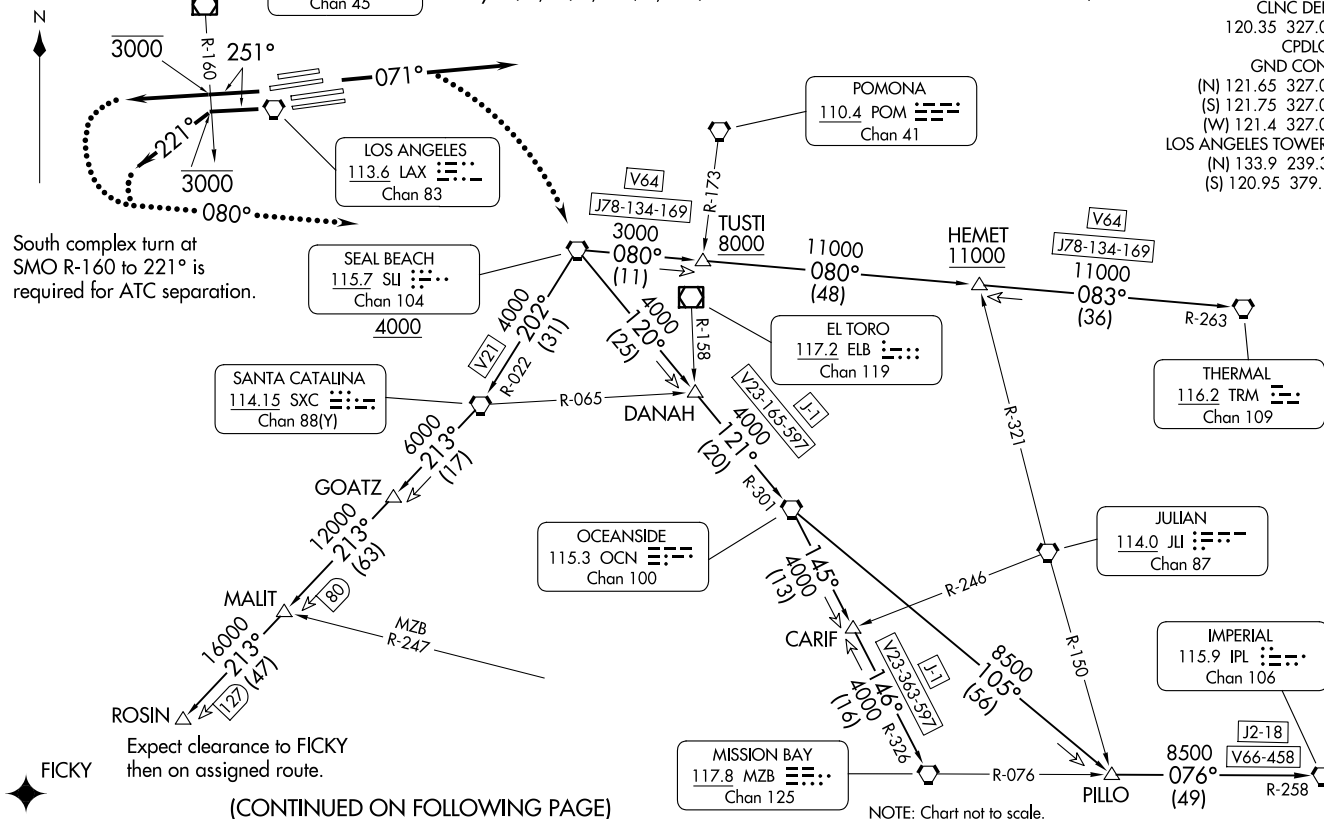 Chan 45
CLNC DEL
120.35 327.0
CPDLC
GND CON
(N) 121.65 327.0
(S) 121.75 327.0
(W) 121.4 327.0
LOS ANGELES TOWER
(N) 133.9 239.3
(S) 120.95 379.1
N
3000
R-160
251°
071°
221°
3000
080°
LOS ANGELES
113.6 LAX
Chan 83
POMONA
110.4 POM
Chan 41
South complex turn at
SMO R-160 to 221° is
required for ATC separation.
V64
J78-134-169
3000
080°
(11)
R-173
TUSTI
8000
11000
080°
(48)
HEMET
11000
V64
J78-134-169
11000
083°
(36)
R-263
SEAL BEACH
115.7 SLI
Chan 104
4000
4000
202°
(31)
V21
R-022
4000
120°
(25)
R-158
EL TORO
117.2 ELB
Chan 119
THERMAL
116.2 TRM
Chan 109
SANTA CATALINA
114.15 SXC
Chan 88(Y)
R-065
DANAH
V23-165-597
J-1
4000
121°
(20)
R-301
R-321
6000
213°
(17)
GOATZ
12000
213°
(63)
OCEANSIDE
115.3 OCN
Chan 100
JULIAN
114.0 JLI
Chan 87
145°
4000
(13)
R-246
CARIF
MALIT
80
MZB
R-247
16000
213°
(47)
127
ROSIN
V23-363-597
J-1
146°
4000
(16)
R-326
8500
105°
(56)
R-150
IMPERIAL
115.9 IPL
Chan 106
Expect clearance to FICKY
then on assigned route.
FICKY
MISSION BAY
117.8 MZB
Chan 125
R-076
PILLO
J2-18
V66-458
8500
076°
(49)
R-258
(CONTINUED ON FOLLOWING PAGE)
NOTE: Chart not to scale.